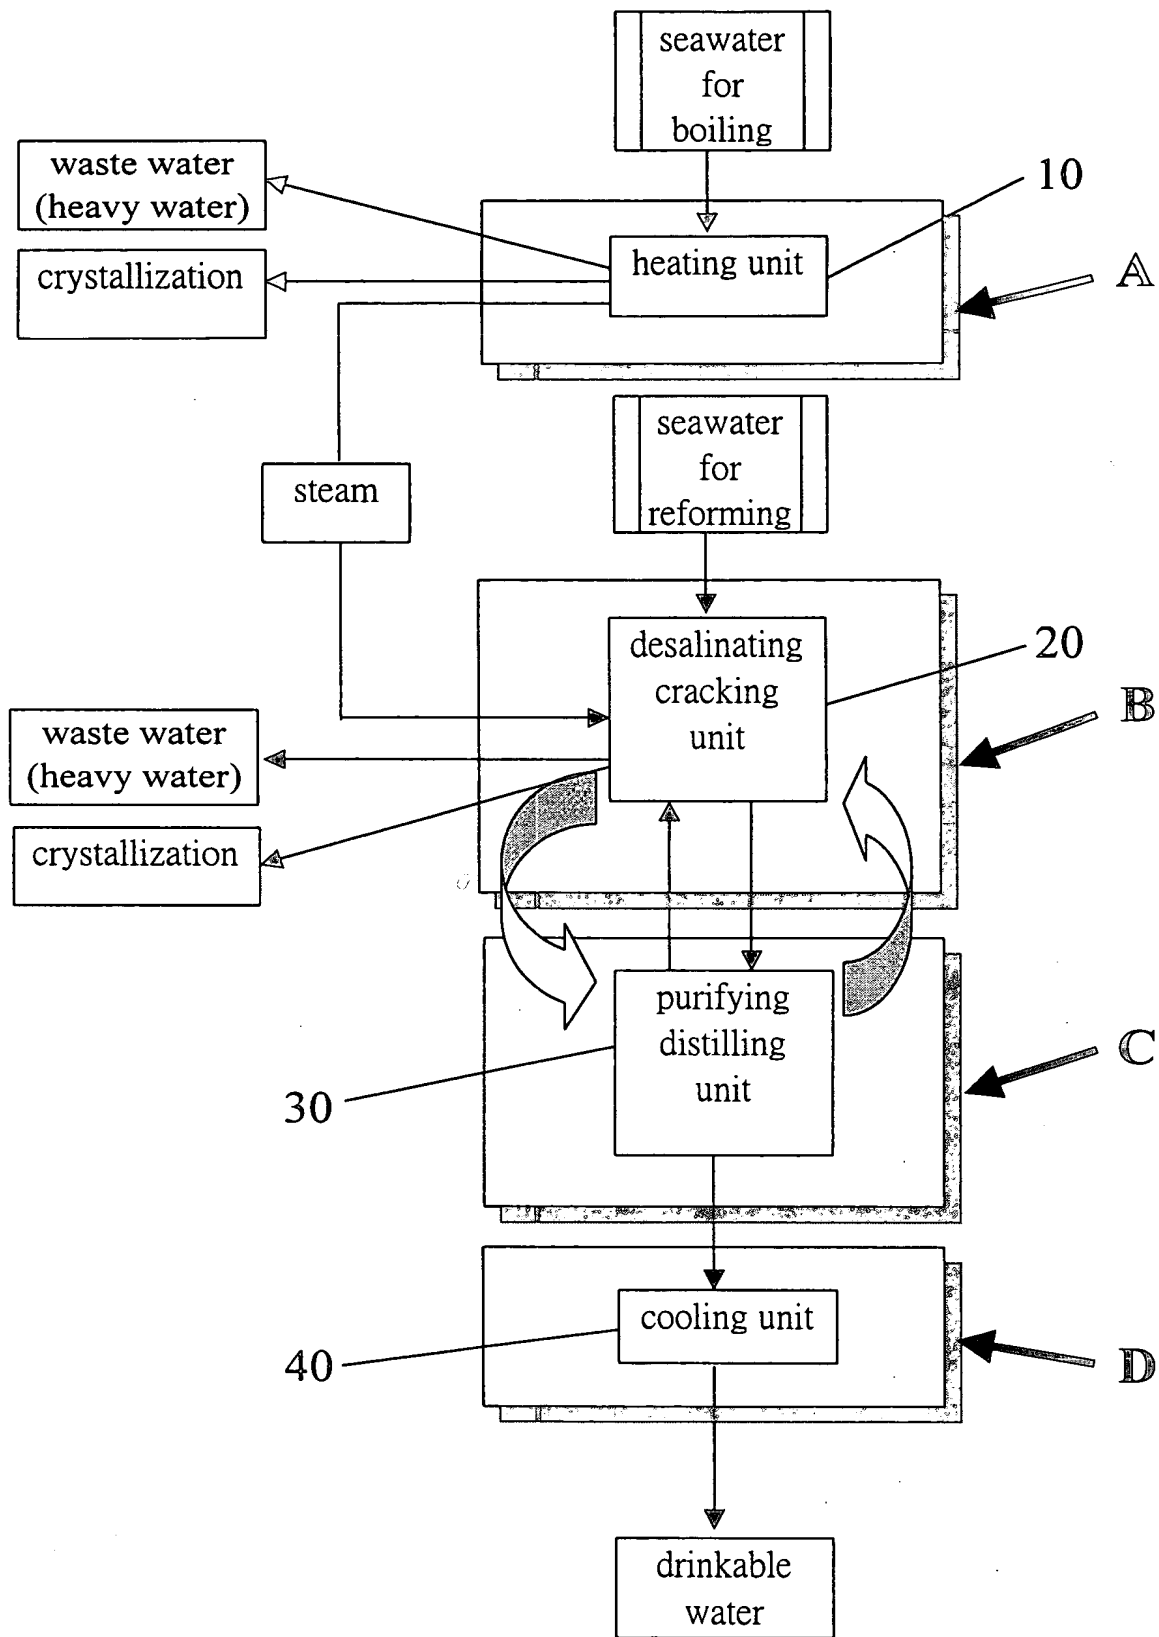 seawater
for
boiling
waste water
(heavy water)
10
heating unit
crystallization
A
seawater
for
reforming
steam
desalinating
cracking
unit
20
B
waste water
(heavy water)
crystallization
purifying
distilling
unit
C
30
cooling unit
40
D
drinkable
water